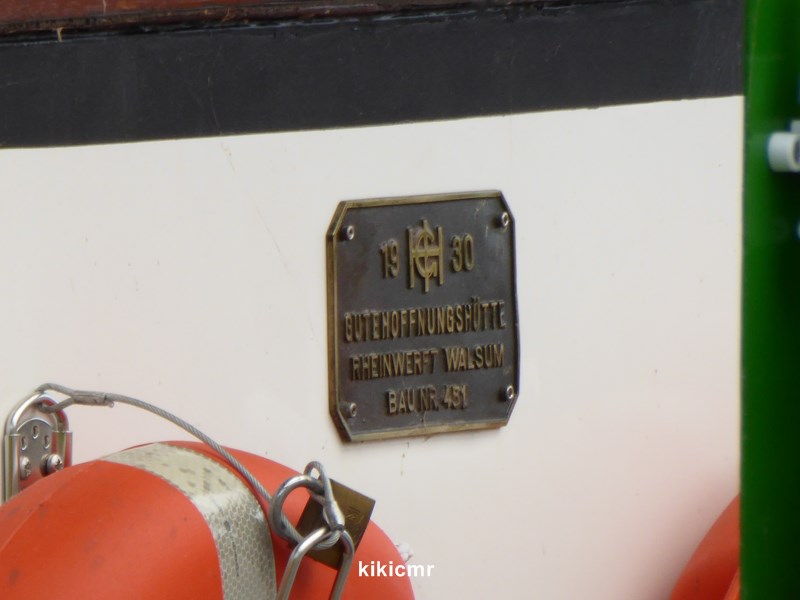 19 GHH 30
GUTEHOFFNUNGSHÜTTE
RHEINWERFT WALSUM
BAU NR. 451
kikicmr